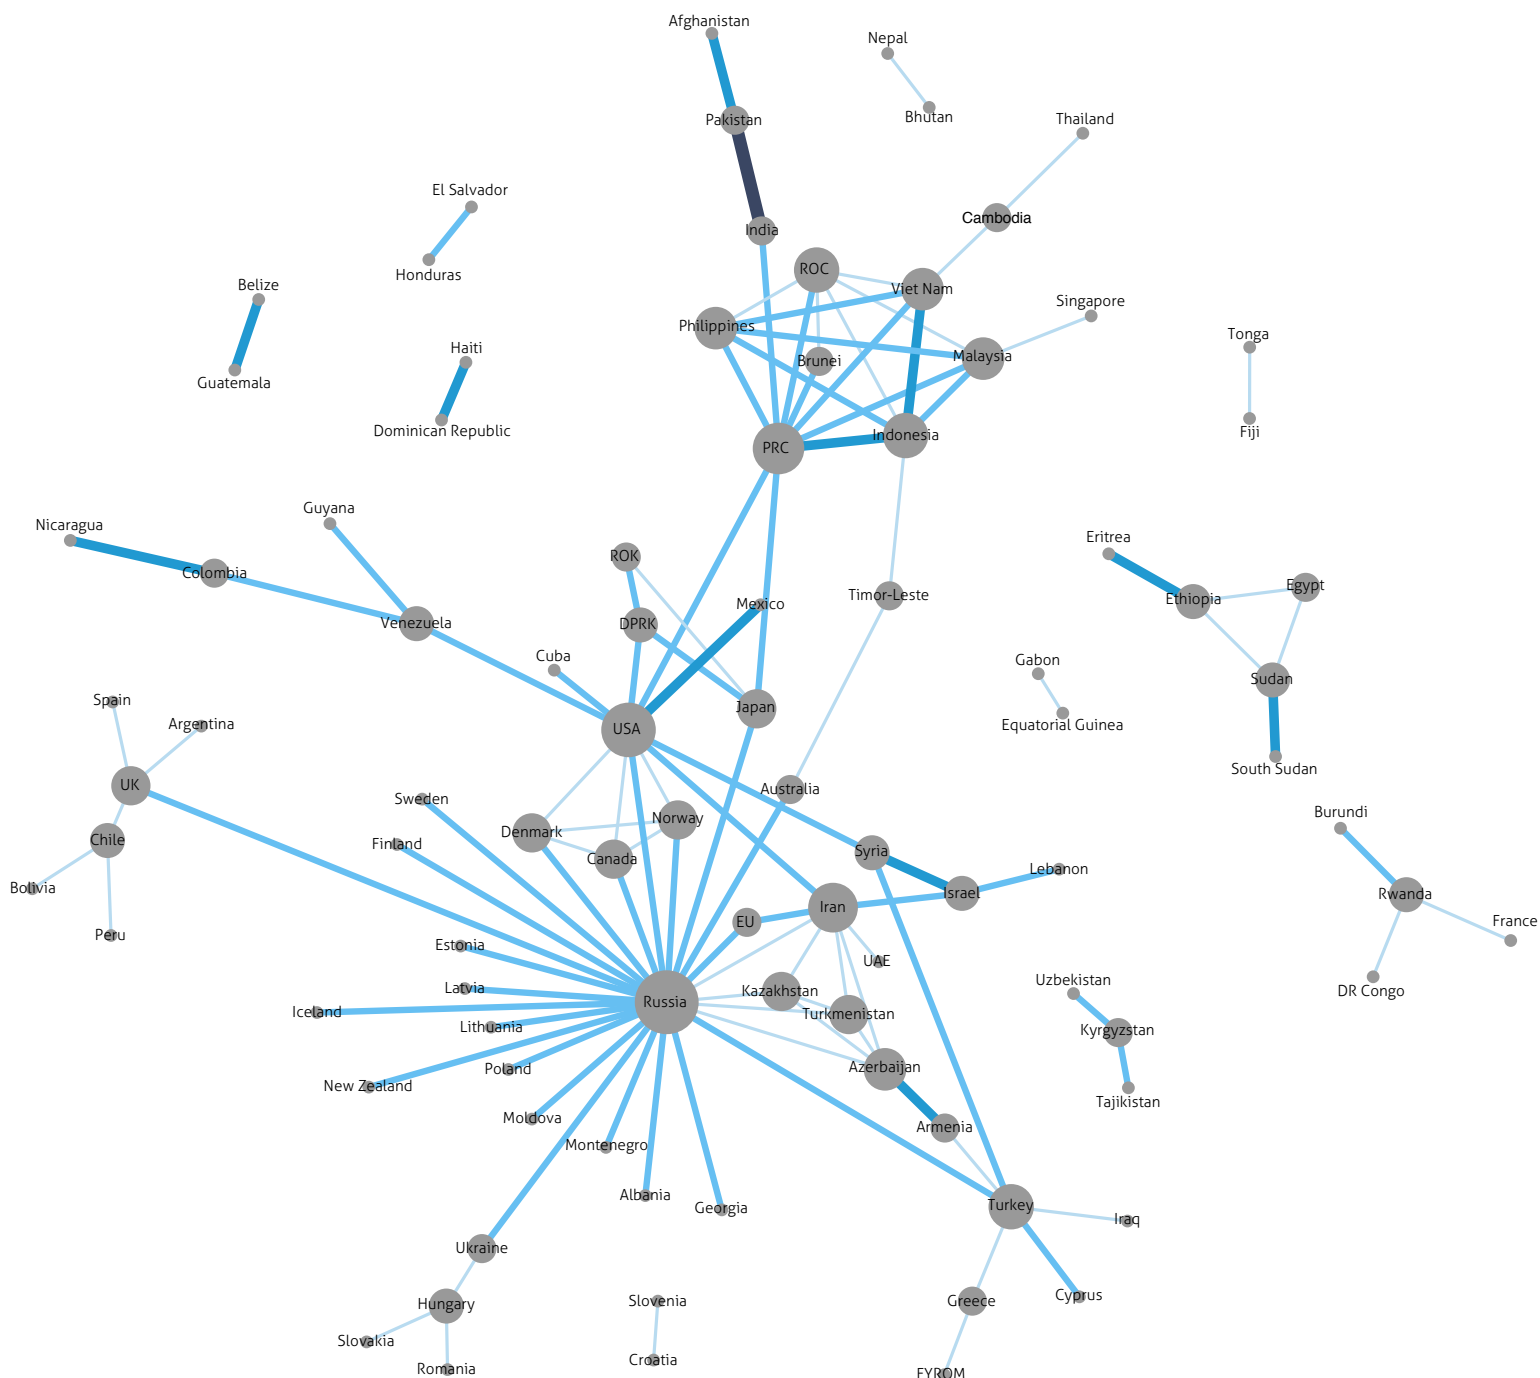 Afghanistan
Nepal
Pakistan
Bhutan
Thailand
El Salvador
Cambodia
India
Honduras
ROC
Belize
Viet Nam
Singapore
Philippines
Tonga
Haiti
Brunei
Malaysia
Guatemala
Dominican Republic
Fiji
Indonesia
PRC
Guyana
Nicaragua
Eritrea
ROK
Colombia
Egypt
Timor-Leste
Ethiopia
Mexico
Venezuela
DPRK
Cuba
Gabon
Sudan
Spain
Japan
Argentina
Equatorial Guinea
USA
South Sudan
UK
Australia
Sweden
Burundi
Norway
Denmark
Chile
Finland
Syria
Canada
Lebanon
Bolivia
Israel
Rwanda
Iran
EU
France
Peru
Estonia
UAE
Uzbekistan
Latvia
Kazakhstan
DR Congo
Russia
Iceland
Turkmenistan
Lithuania
Kyrgyzstan
Azerbaijan
Poland
New Zealand
Tajikistan
Moldova
Armenia
Montenegro
Albania
Georgia
Turkey
Iraq
Ukraine
Cyprus
Slovenia
Greece
Hungary
Slovakia
Croatia
Romania
FYROM